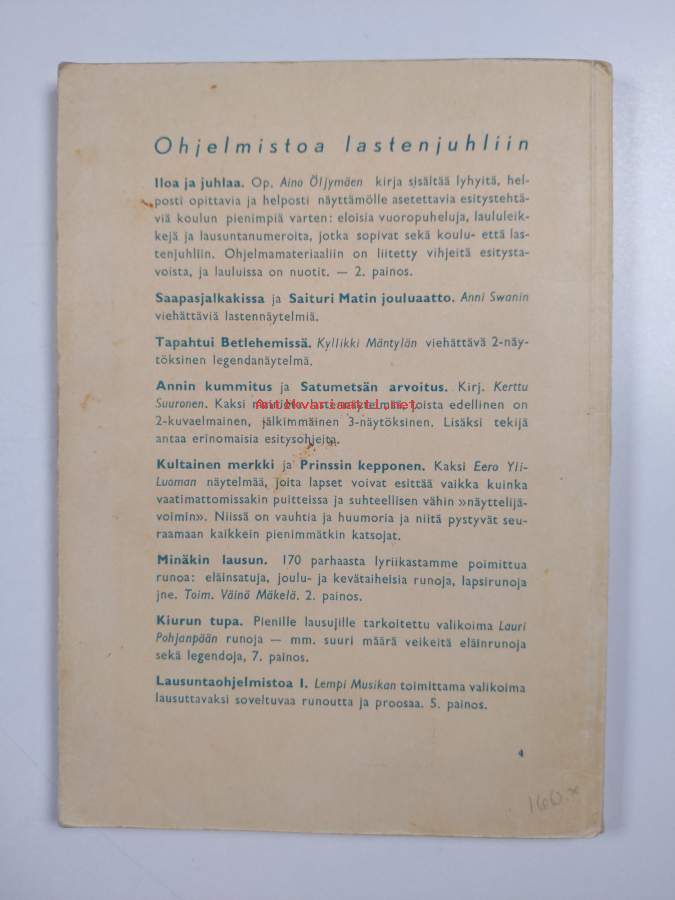 Ohjelmistoa lastenjuhliin
Iloa ja juhlaa. Op. Aino Öljymäen kirja sisältää lyhyitä, hel-
posti opittavia ja helposti näyttämölle asetettavia esitystehtä-
viä koulun pienimpiä varten: eloisia vuoropuheluja, laululeik-
kejä ja lausuntanumeroita, jotka sopivat sekä koulu- että las-
tenjuhliin. Ohjelmamateriaaliin on liitetty vihjeitä esitysta-
voista, ja lauluissa on nuotit. — 2. painos.
Saapasjalkakissa ja Saituri Matin jouluaatto. Anni Swanin
viehättäviä lastennäytelmiä.
Tapahtui Betlehemissä. Kyllikki Mäntylän viehättävä 2-näy-
töksinen legendanäytelmä.
Annin kummitus ja Satumetsän arvoitus. Kirj. Kerttu
Suuronen. Kaksi lastennäytelmää, joista edellinen on
Antikvariaatti.net
2-kuvaelmainen, jälkimmäinen 3-näytöksinen. Lisäksi tekijä
antaa erinomaisia esitysohjeita.
Kultainen merkki ja Prinssin kepponen. Kaksi Eero Yli-
Luoman näytelmää, joita lapset voivat esittää vaikka kuinka
vaatimattomissakin puitteissa ja suhteellisen vähin »näyttelijä-
voimin». Niissä on vauhtia ja huumoria ja niitä pystyvät seu-
raamaan kaikkein pienimmätkin katsojat.
Minäkin lausun. 170 parhaasta lyriikastamme poimittua
runoa: eläinsatuja, joulu- ja kevätaiheisia runoja, lapsirunoja
jne. Toim. Väinö Mäkelä. 2. painos.
Kiurun tupa. Pienille lausujille tarkoitettu valikoima Lauri
Pohjanpään runoja — mm. suuri määrä veikeitä eläinrunoja
sekä legendoja, 7. painos.
Lausuntaohjelmistoa I. Lempi Musikan toimittama valikoima
lausuttavaksi soveltuvaa runoutta ja proosaa. 5. painos.
4
160.x